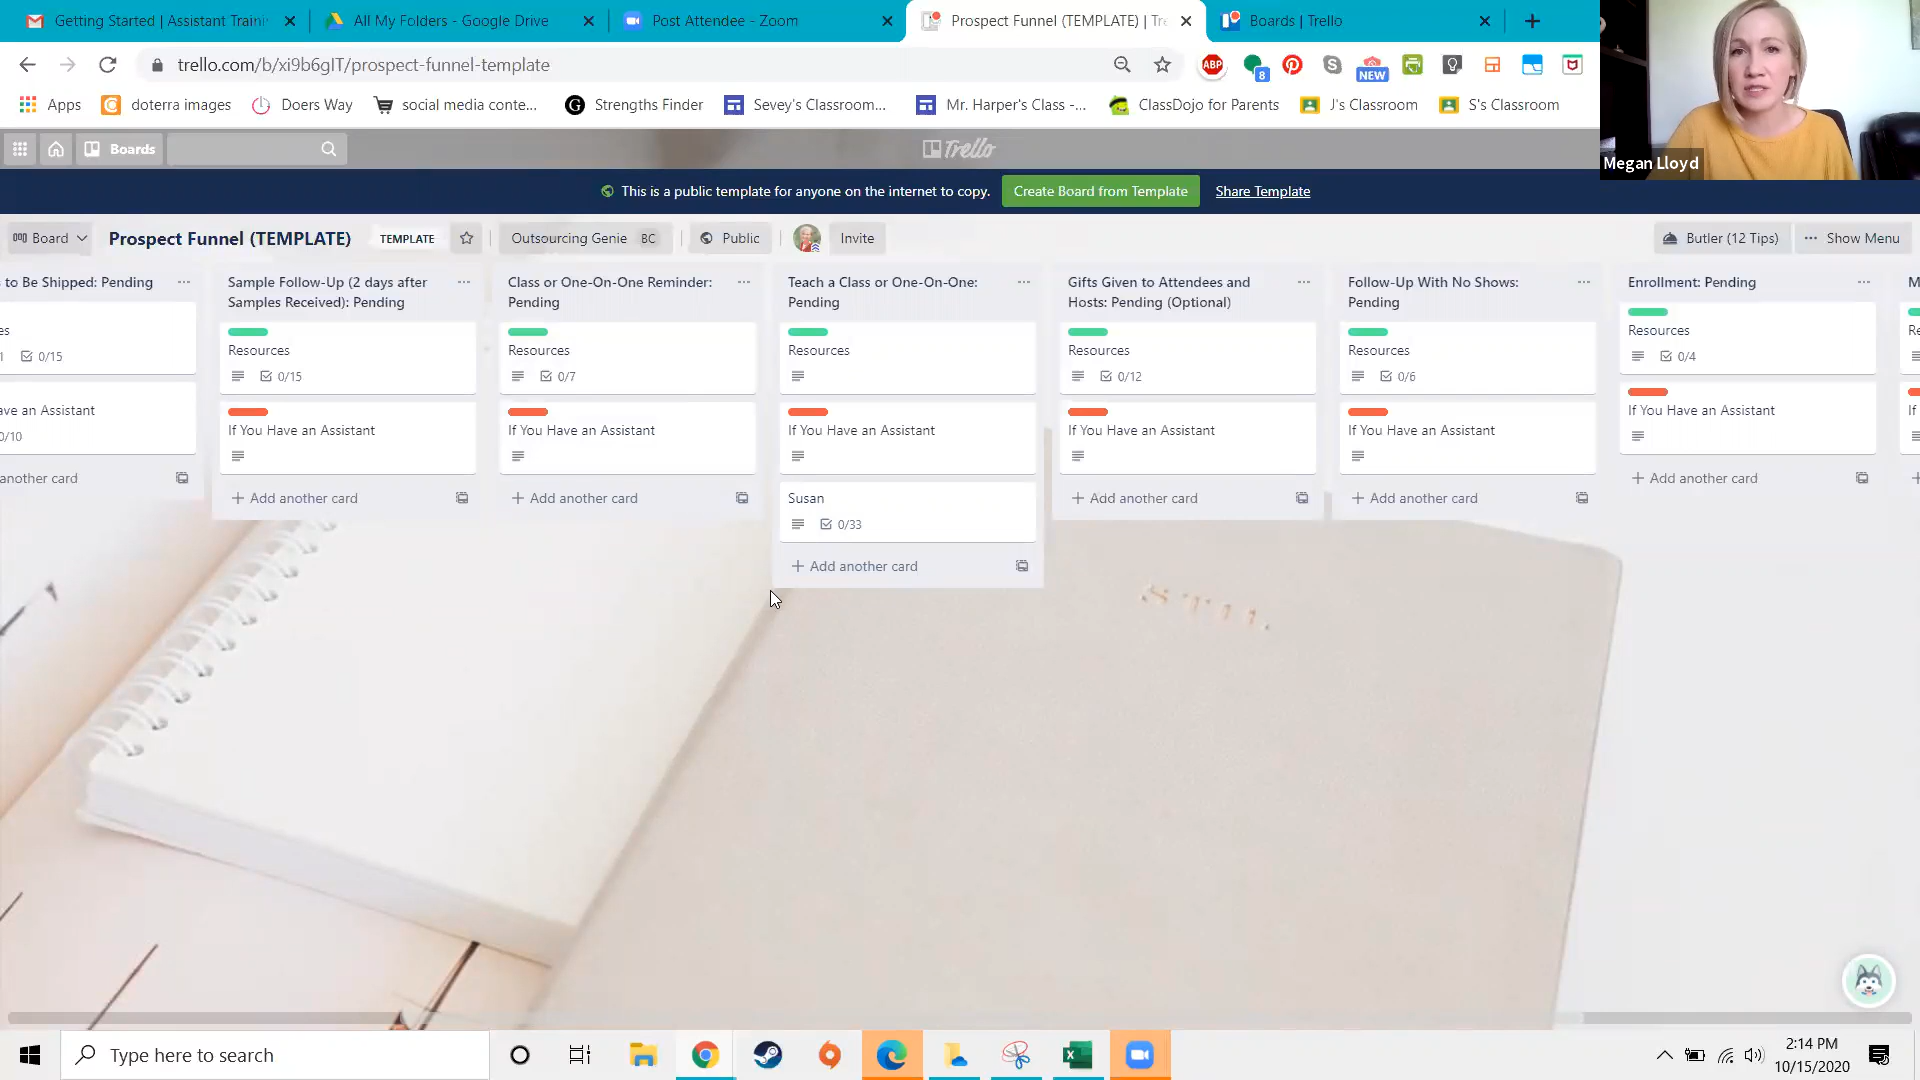 Getting Started | Assistant Traini
All My Folders - Google Drive
Post Attendee - Zoom
Prospect Funnel (TEMPLATE) | Tre
Boards | Trello
trello.com/b/xi9b6gIT/prospect-funnel-template
ABP
8
NEW
Apps
doterra images
Doers Way
social media conte...
G
Strengths Finder
Sevey's Classroom...
Mr. Harper's Class -...
ClassDojo for Parents
J's Classroom
S's Classroom
Megan Lloyd
Boards
Trello
This is a public template for anyone on the internet to copy.
Create Board from Template
Share Template
Board
Prospect Funnel (TEMPLATE)
TEMPLATE
Outsourcing Genie BC
Public
Invite
Butler (12 Tips)
Show Menu
to Be Shipped: Pending
es
1
0/15
ave an Assistant
0/10
another card
Sample Follow-Up (2 days after
Samples Received): Pending
Resources
0/15
If You Have an Assistant
Add another card
Class or One-On-One Reminder:
Pending
Resources
0/7
If You Have an Assistant
Add another card
Teach a Class or One-On-One:
Pending
Resources
If You Have an Assistant
Susan
0/33
Add another card
Gifts Given to Attendees and
Hosts: Pending (Optional)
Resources
0/12
If You Have an Assistant
Add another card
Follow-Up With No Shows:
Pending
Resources
0/6
If You Have an Assistant
Add another card
Enrollment: Pending
Resources
0/4
If You Have an Assistant
Add another card
M
Re
If
Type here to search
2:14 PM
10/15/2020